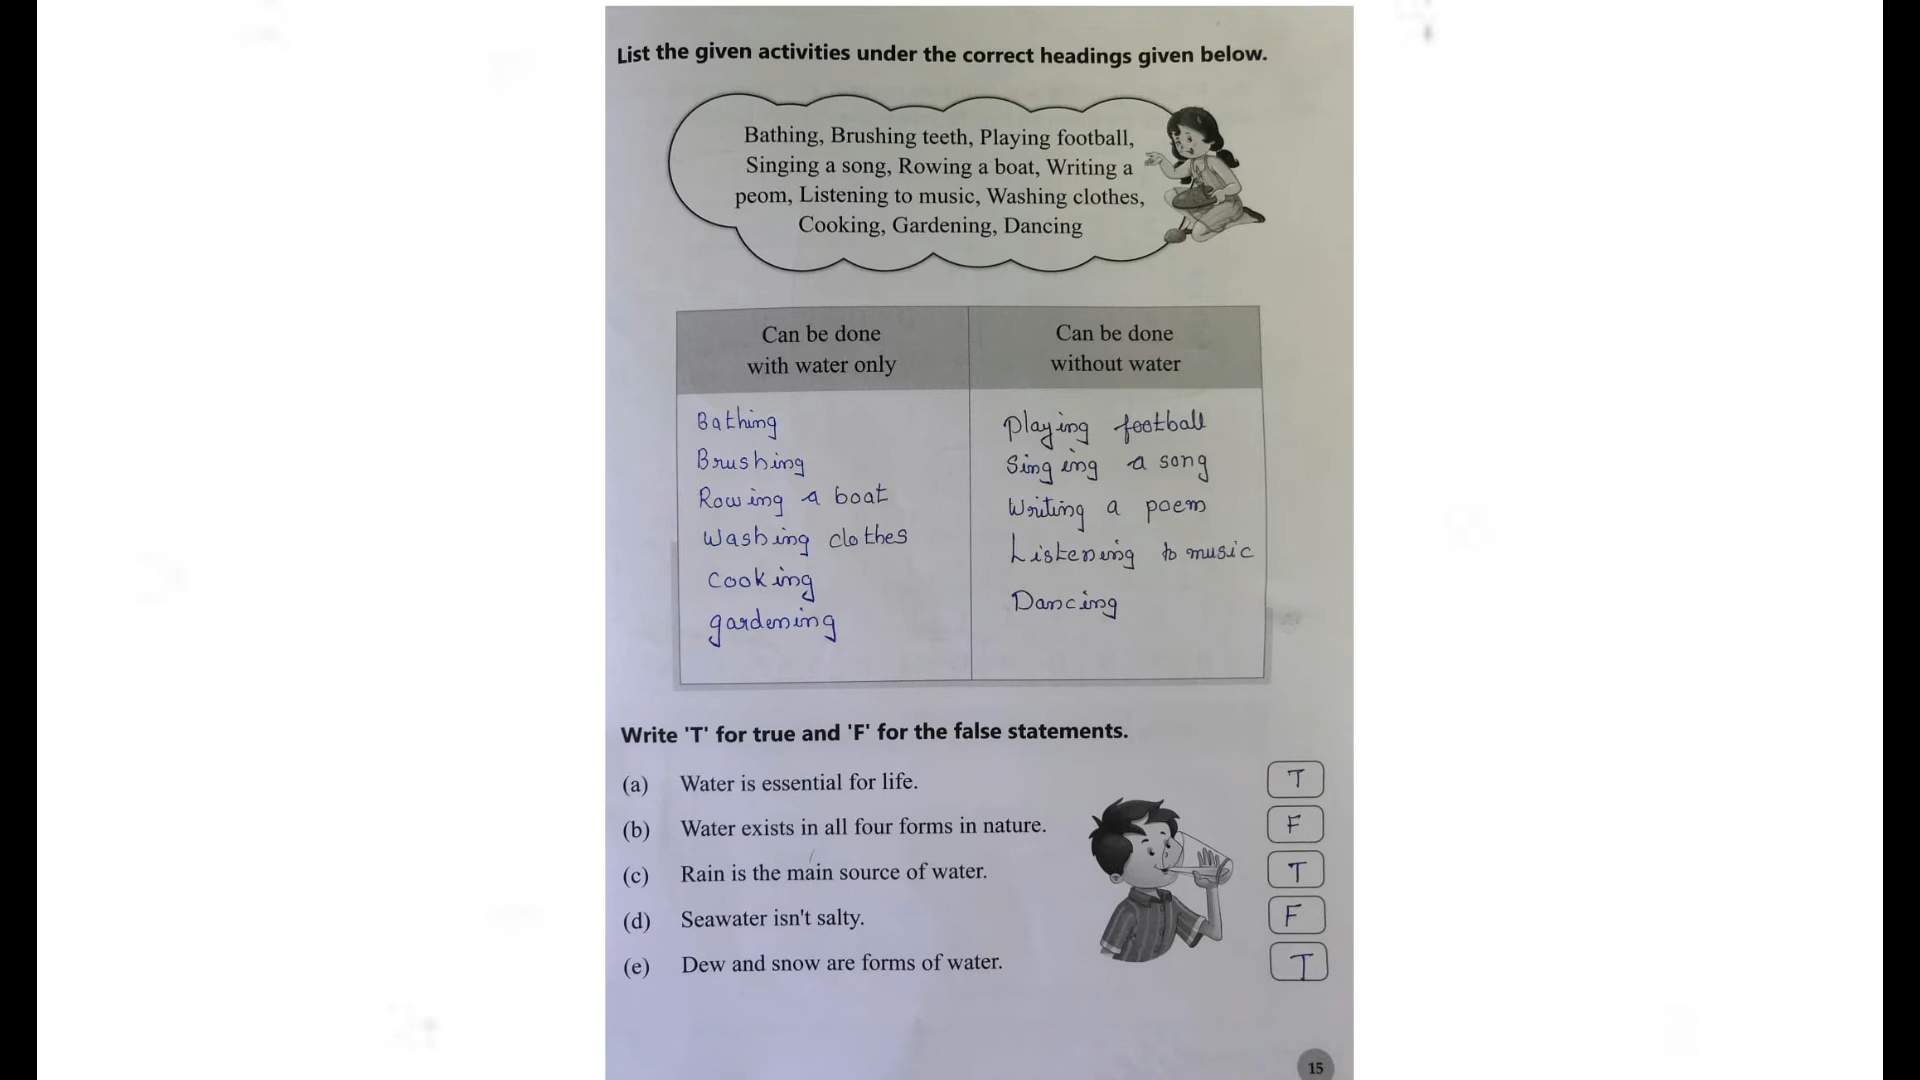 List the given activities under the correct headings given below.
Bathing, Brushing teeth, Playing football,
Singing a song, Rowing a boat, Writing a
peom, Listening to music, Washing clothes,
Cooking, Gardening, Dancing
Can be done
with water only
Can be done
without water
Bathing
Brushing
Rowing a boat
Washing clothes
Cooking
gardening
Playing football
Singing a song
Writing a poem
Listening to music
Dancing
Write 'T' for true and 'F' for the false statements.
(a) Water is essential for life. T
(b) Water exists in all four forms in nature. F
(c) Rain is the main source of water. T
(d) Seawater isn't salty. F
(e) Dew and snow are forms of water. T
15